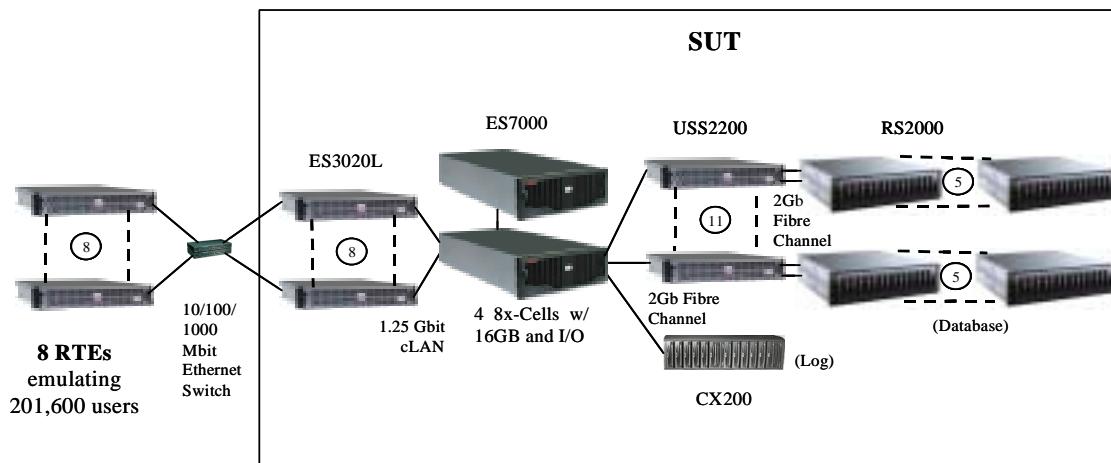 SUT
ES7000
USS2200
RS2000
ES3020L
5
2Gb
Fibre
Channel
8
8
11
5
10/100/
1000
Mbit
Ethernet
Switch
1.25 Gbit
cLAN
4 8x-Cells w/
16GB and I/O
2Gb Fibre
Channel
(Database)
8 RTEs
emulating
201,600 users
(Log)
CX200